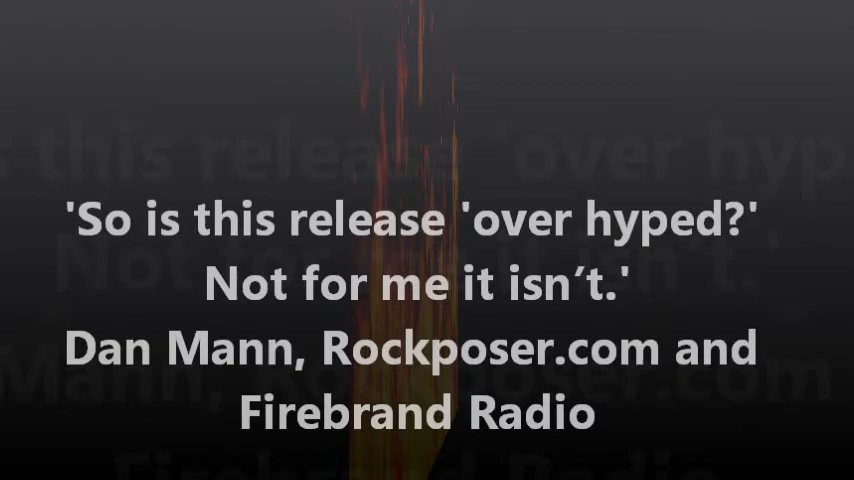 'So is this release 'over hyped?'
Not for me it isn´t.'
Dan Mann, Rockposer.com and
Firebrand Radio